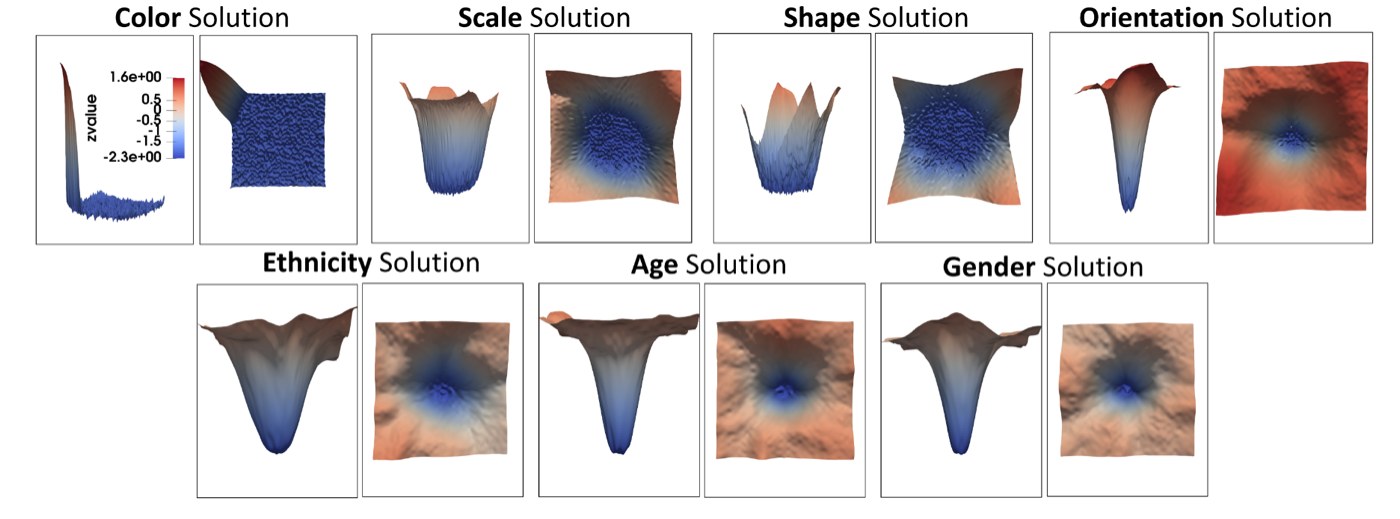 Color Solution
Scale Solution
Shape Solution
Orientation Solution
zvalue
1.6e+00
0.5
0
-0.5
-1
-1.5
-2.3e+00
Ethnicity Solution
Age Solution
Gender Solution